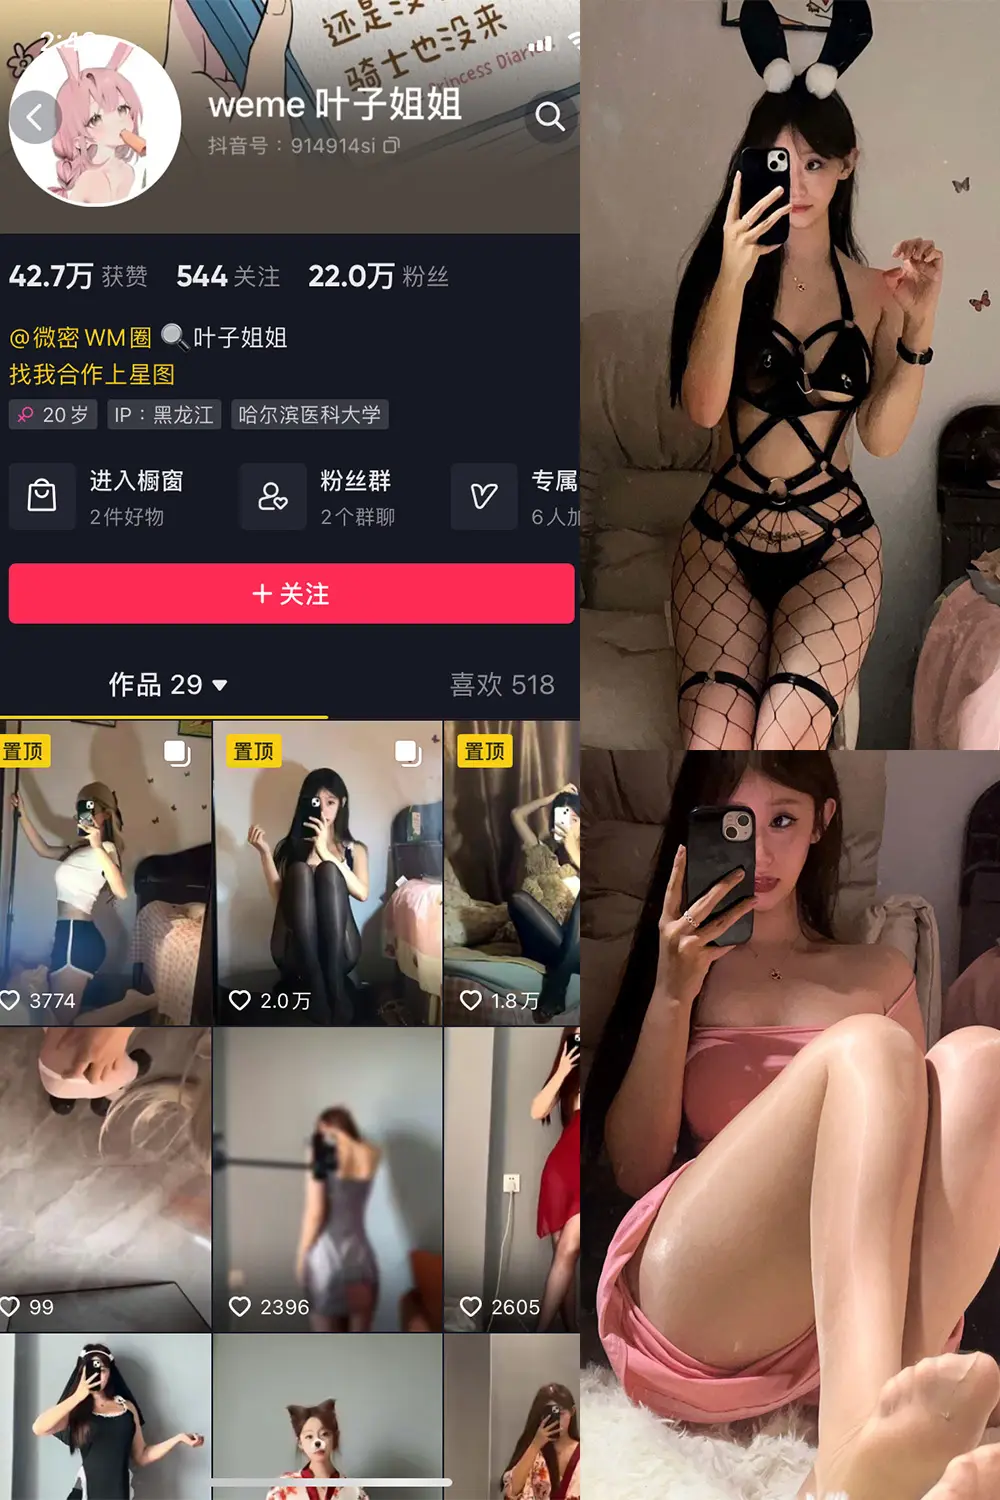 还是没
骑士也没来
Princess Diar
2:4
weme 叶子姐姐
抖音号：914914si
42.7万 获赞 544 关注 22.0万 粉丝
@微密 WM圈 🔍叶子姐姐
找我合作上星图
20岁 IP：黑龙江 哈尔滨医科大学
进入橱窗 粉丝群 专属
2件好物 2个群聊 6人加
+ 关注
作品 29 喜欢 518
置顶 置顶 置顶
3774 2.0万 1.8万
99 2396 2605